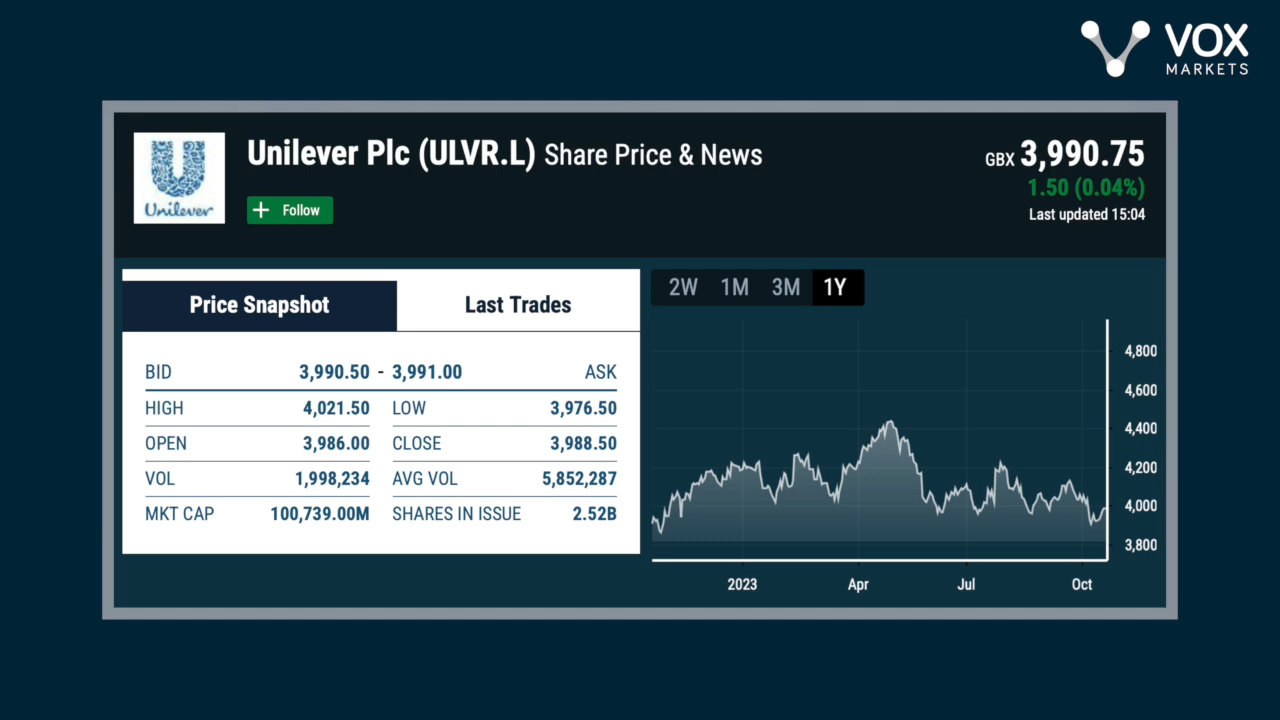 VOX
MARKETS
Unilever Plc (ULVR.L) Share Price & News
GBX 3,990.75
1.50 (0.04%)
Last updated 15:04
Unilever
+ Follow
Price Snapshot
Last Trades
BID 3,990.50 - 3,991.00 ASK
HIGH 4,021.50 LOW 3,976.50
OPEN 3,986.00 CLOSE 3,988.50
VOL 1,998,234 AVG VOL 5,852,287
MKT CAP 100,739.00M SHARES IN ISSUE 2.52B
2W 1M 3M 1Y
4,800
4,600
4,400
4,200
4,000
3,800
2023 Apr Jul Oct